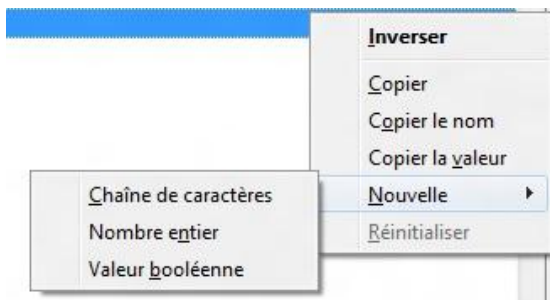 Inverser
Copier
Copier le nom
Copier la valeur
Nouvelle
Réinitialiser
Chaîne de caractères
Nombre entier
Valeur booléenne